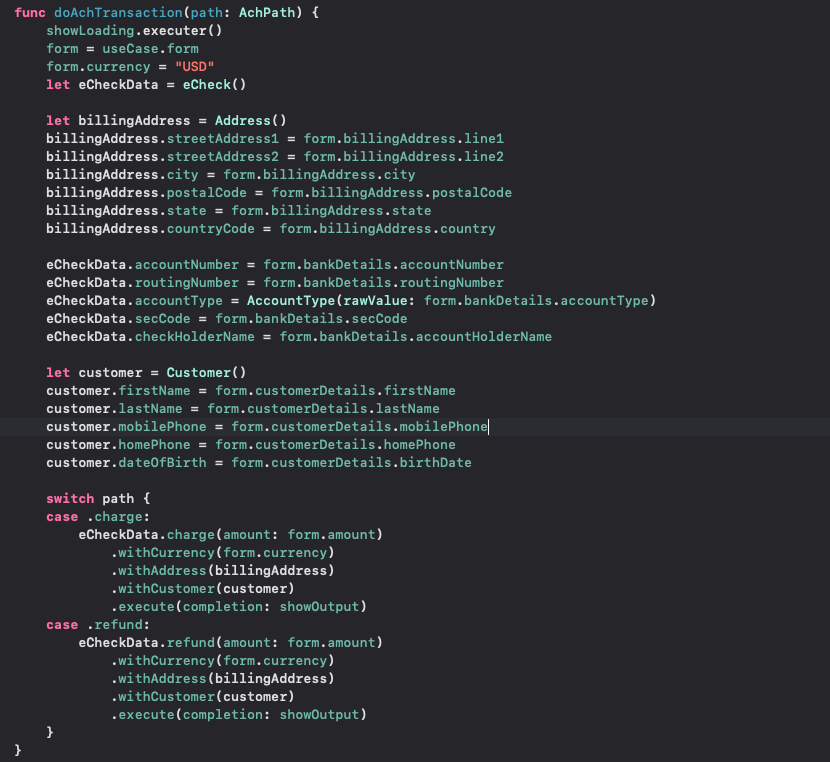 func doAchTransaction(path: AchPath) {
    showLoading.executer()
    form = useCase.form
    form.currency = "USD"
    let eCheckData = eCheck()

    let billingAddress = Address()
    billingAddress.streetAddress1 = form.billingAddress.line1
    billingAddress.streetAddress2 = form.billingAddress.line2
    billingAddress.city = form.billingAddress.city
    billingAddress.postalCode = form.billingAddress.postalCode
    billingAddress.state = form.billingAddress.state
    billingAddress.countryCode = form.billingAddress.country

    eCheckData.accountNumber = form.bankDetails.accountNumber
    eCheckData.routingNumber = form.bankDetails.routingNumber
    eCheckData.accountType = AccountType(rawValue: form.bankDetails.accountType)
    eCheckData.secCode = form.bankDetails.secCode
    eCheckData.checkHolderName = form.bankDetails.accountHolderName

    let customer = Customer()
    customer.firstName = form.customerDetails.firstName
    customer.lastName = form.customerDetails.lastName
    customer.mobilePhone = form.customerDetails.mobilePhone
    customer.homePhone = form.customerDetails.homePhone
    customer.dateOfBirth = form.customerDetails.birthDate

    switch path {
    case .charge:
        eCheckData.charge(amount: form.amount)
            .withCurrency(form.currency)
            .withAddress(billingAddress)
            .withCustomer(customer)
            .execute(completion: showOutput)
    case .refund:
        eCheckData.refund(amount: form.amount)
            .withCurrency(form.currency)
            .withAddress(billingAddress)
            .withCustomer(customer)
            .execute(completion: showOutput)
    }
}